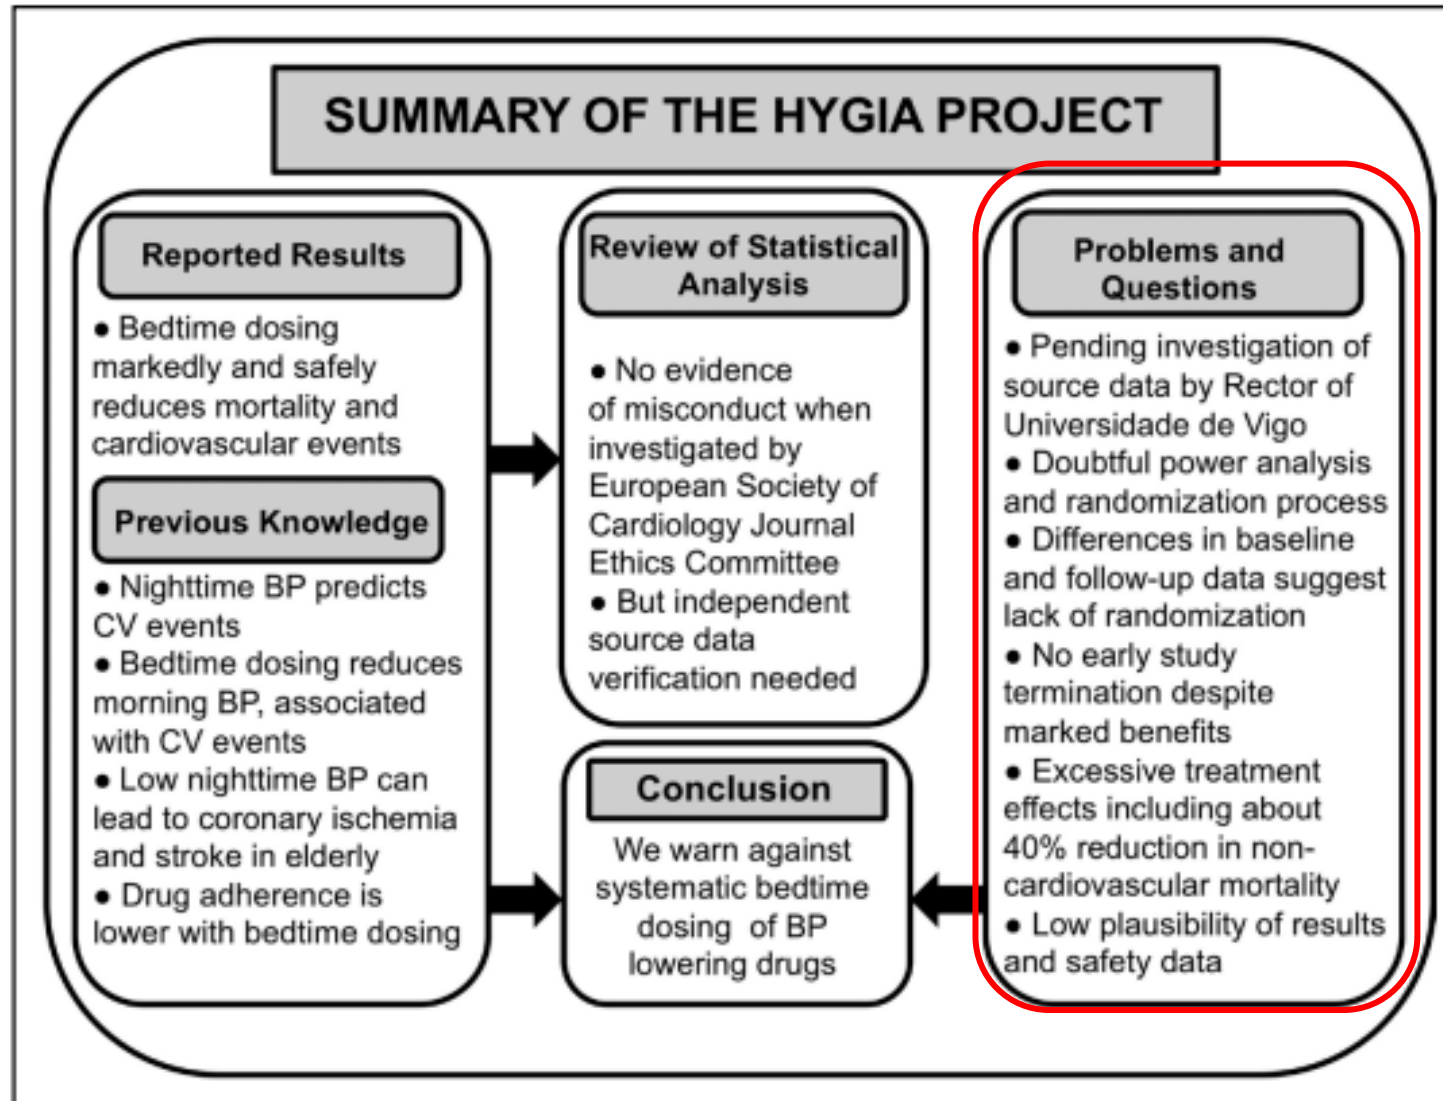 SUMMARY OF THE HYGIA PROJECT
Reported Results
● Bedtime dosing
markedly and safely
reduces mortality and
cardiovascular events
Previous Knowledge
● Nighttime BP predicts
CV events
● Bedtime dosing reduces
morning BP, associated
with CV events
● Low nighttime BP can
lead to coronary ischemia
and stroke in elderly
● Drug adherence is
lower with bedtime dosing
Review of Statistical
Analysis
● No evidence
of misconduct when
investigated by
European Society of
Cardiology Journal
Ethics Committee
● But independent
source data
verification needed
Conclusion
We warn against
systematic bedtime
dosing of BP
lowering drugs
Problems and
Questions
● Pending investigation of
source data by Rector of
Universidade de Vigo
● Doubtful power analysis
and randomization process
● Differences in baseline
and follow-up data suggest
lack of randomization
● No early study
termination despite
marked benefits
● Excessive treatment
effects including about
40% reduction in non-
cardiovascular mortality
● Low plausibility of results
and safety data